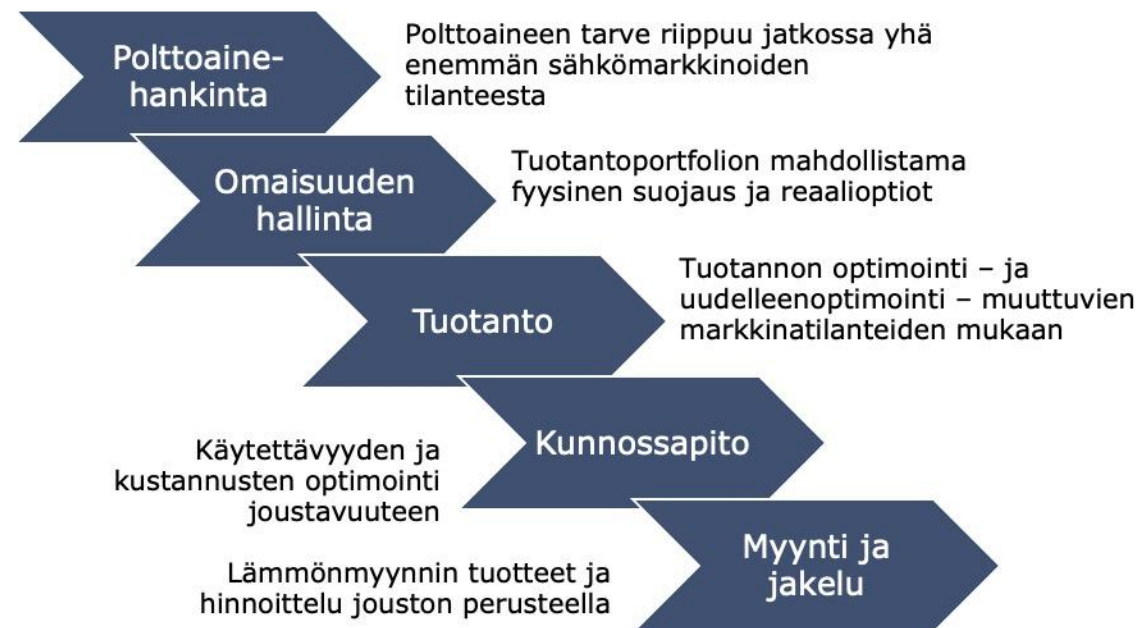 Polttoaine-
hankinta
Polttoaineen tarve riippuu jatkossa yhä
enemmän sähkömarkkinoiden
tilanteesta
Omaisuuden
hallinta
Tuotantoportfolion mahdollistama
fyysinen suojaus ja reaalioptiot
Tuotanto
Tuotannon optimointi – ja
uudelleenoptimointi – muuttuvien
markkinatilanteiden mukaan
Kunnossapito
Käytettävyyden ja
kustannusten optimointi
joustavuuteen
Myynti ja
jakelu
Lämmönmyynnin tuotteet ja
hinnoittelu jouston perusteella